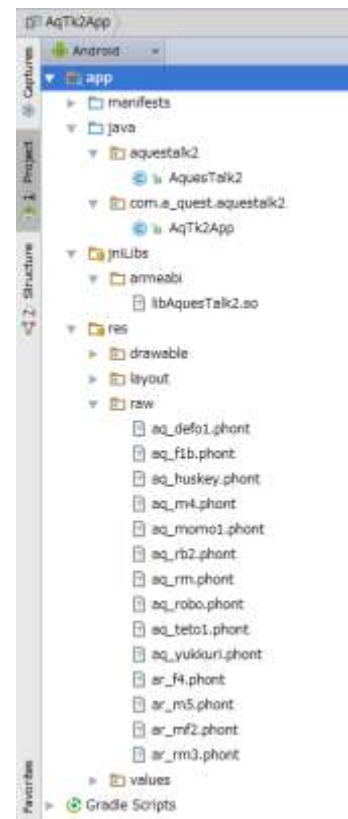 AqTk2App
Android
Captures
1: Project
2: Structure
Favorites
app
manifests
java
aquestalk2
AquesTalk2
com.a_quest.aquestalk2
AqTk2App
jniLibs
armeabi
libAquesTalk2.so
res
drawable
layout
raw
aq_defo1.phont
aq_f1b.phont
aq_huskey.phont
aq_m4.phont
aq_momo1.phont
aq_rb2.phont
aq_rm.phont
aq_robo.phont
aq_teto1.phont
aq_yukkuri.phont
ar_f4.phont
ar_m5.phont
ar_mf2.phont
ar_rm3.phont
values
Gradle Scripts